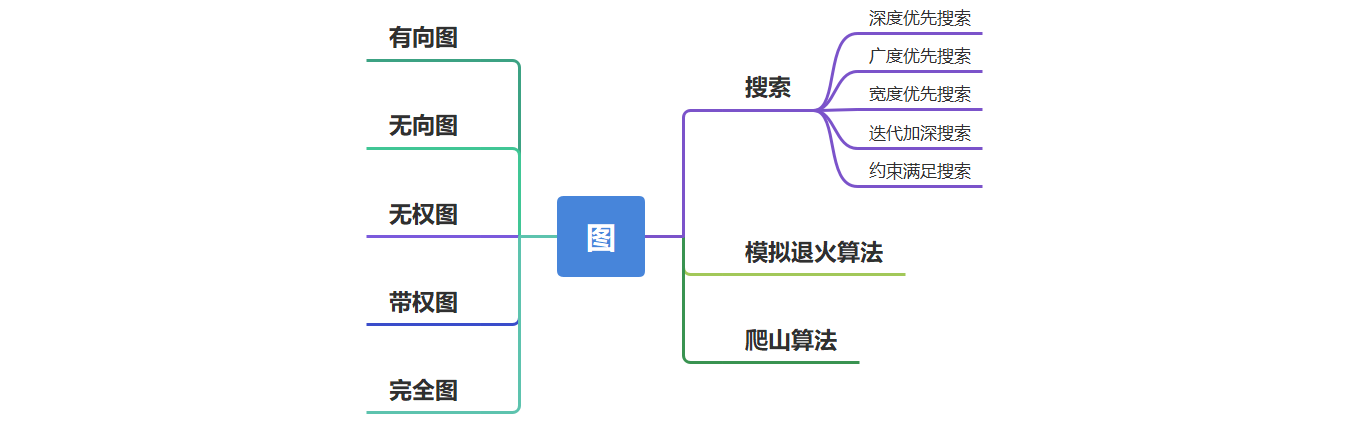 有向图
无向图
无权图
带权图
完全图
图
搜索
深度优先搜索
广度优先搜索
宽度优先搜索
迭代加深搜索
约束满足搜索
模拟退火算法
爬山算法